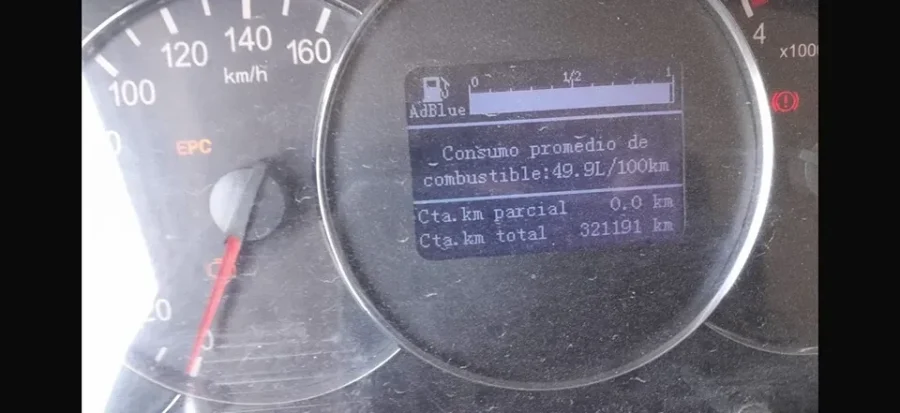 100
120
140
160
km/h
EPC
20
0
0 1/2 1
AdBlue
Consumo promedio de
combustible:49.9L/100km
Cta.km parcial 0.0 km
Cta.km total 321191 km
4